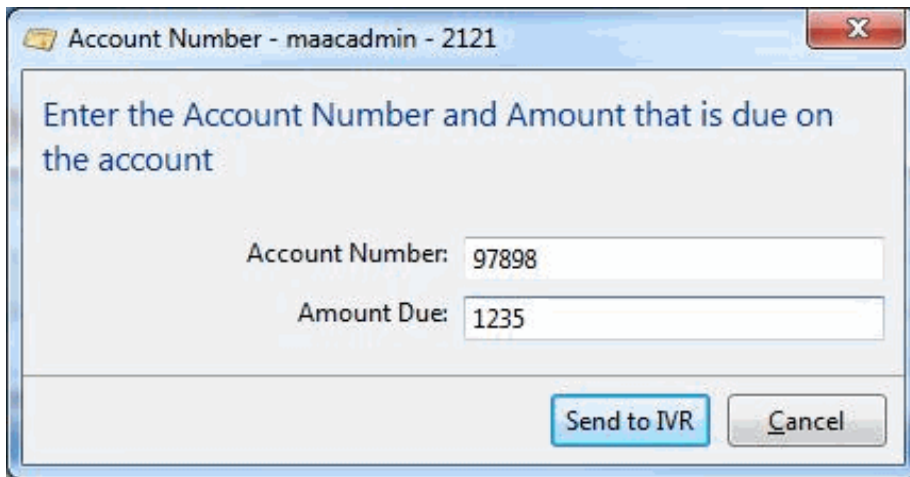 Account Number - maacadmin - 2121
Enter the Account Number and Amount that is due on
the account
Account Number: 97898
Amount Due: 1235
Send to IVR Cancel